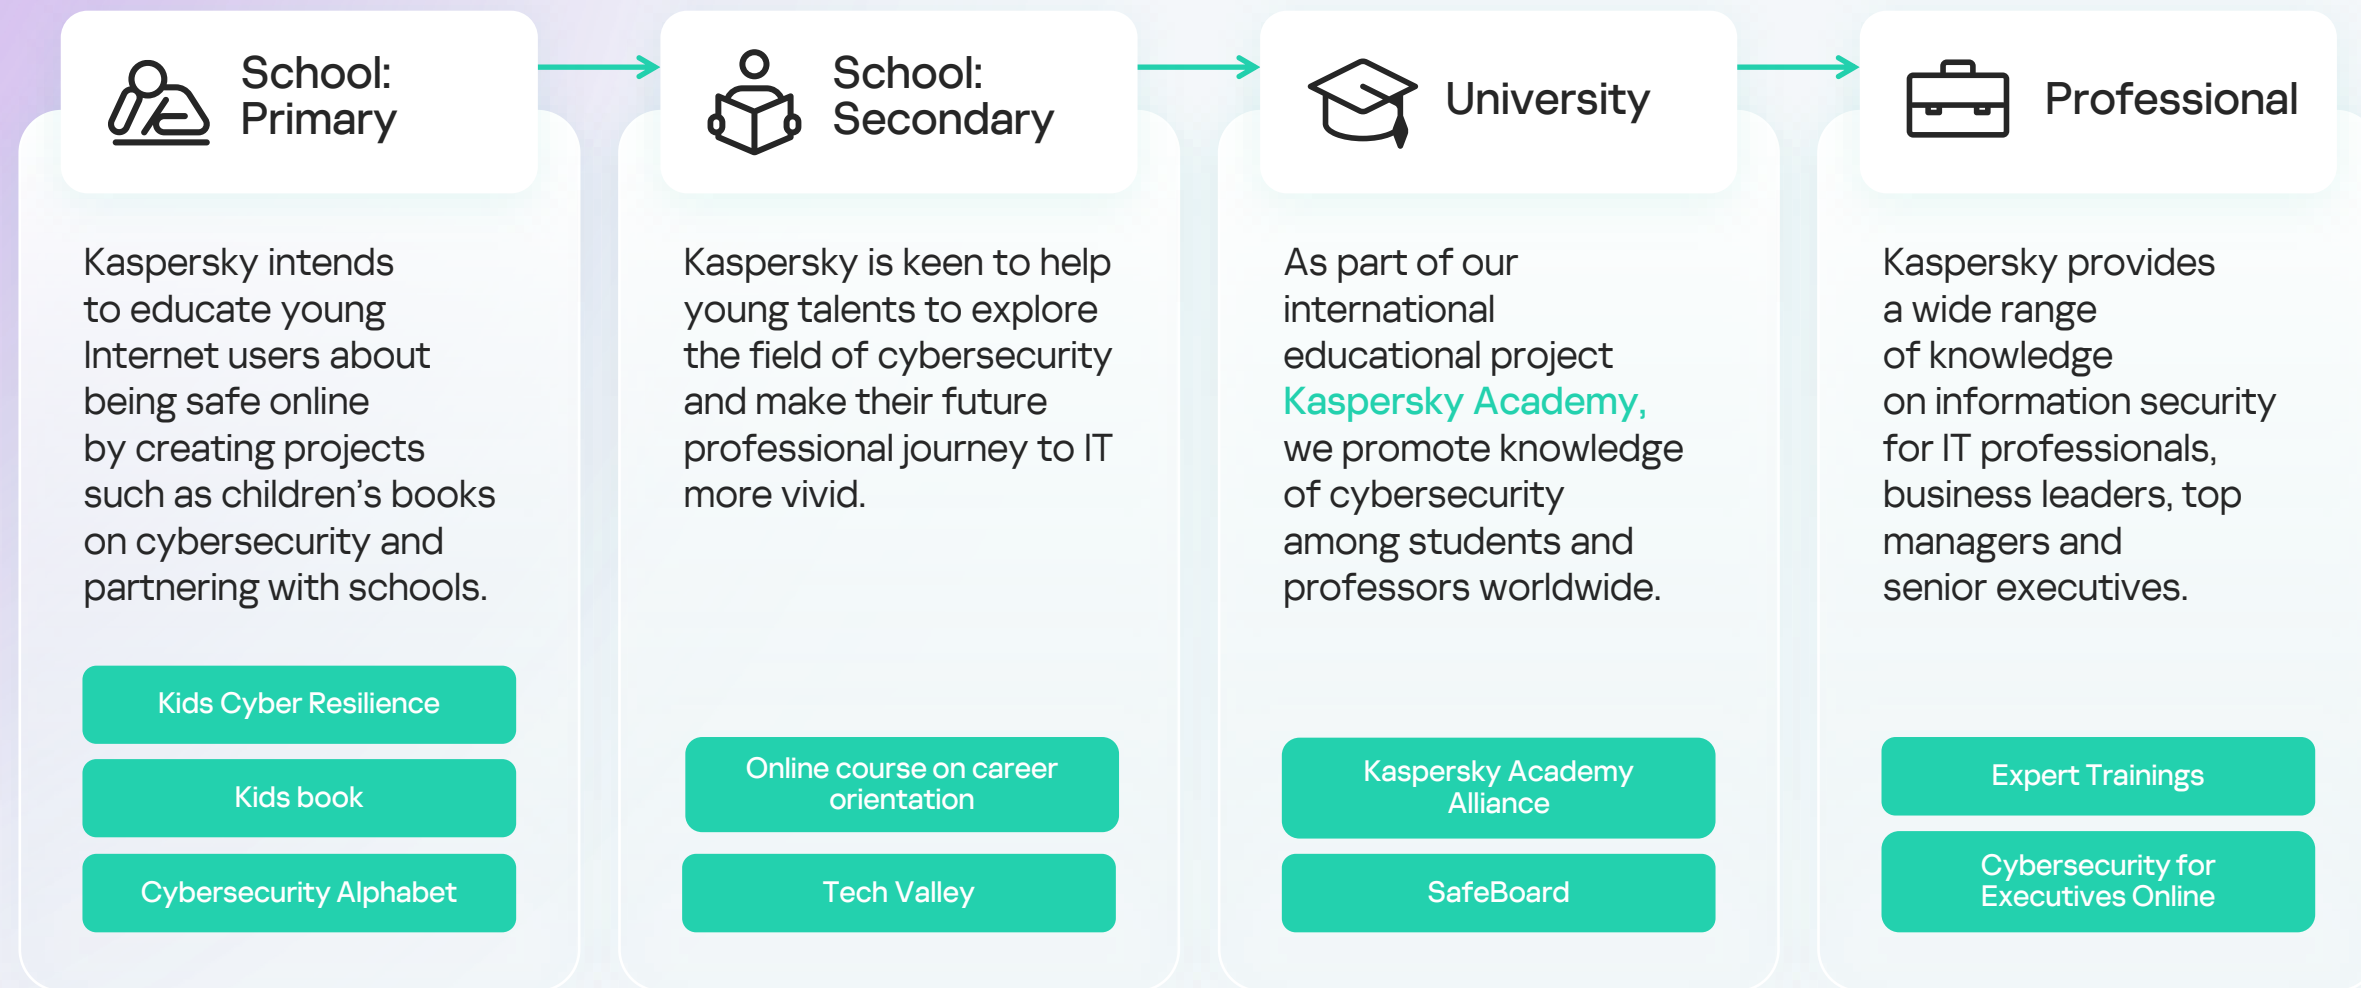 School:
Primary
Kaspersky intends
to educate young
Internet users about
being safe online
by creating projects
such as children's books
on cybersecurity and
partnering with schools.
Kids Cyber Resilience
Kids book
Cybersecurity Alphabet
School:
Secondary
Kaspersky is keen to help
young talents to explore
the field of cybersecurity
and make their future
professional journey to IT
more vivid.
Online course on career
orientation
Tech Valley
University
As part of our
international
educational project
Kaspersky Academy,
we promote knowledge
of cybersecurity
among students and
professors worldwide.
Kaspersky Academy
Alliance
SafeBoard
Professional
Kaspersky provides
a wide range
of knowledge
on information security
for IT professionals,
business leaders, top
managers and
senior executives.
Expert Trainings
Cybersecurity for
Executives Online